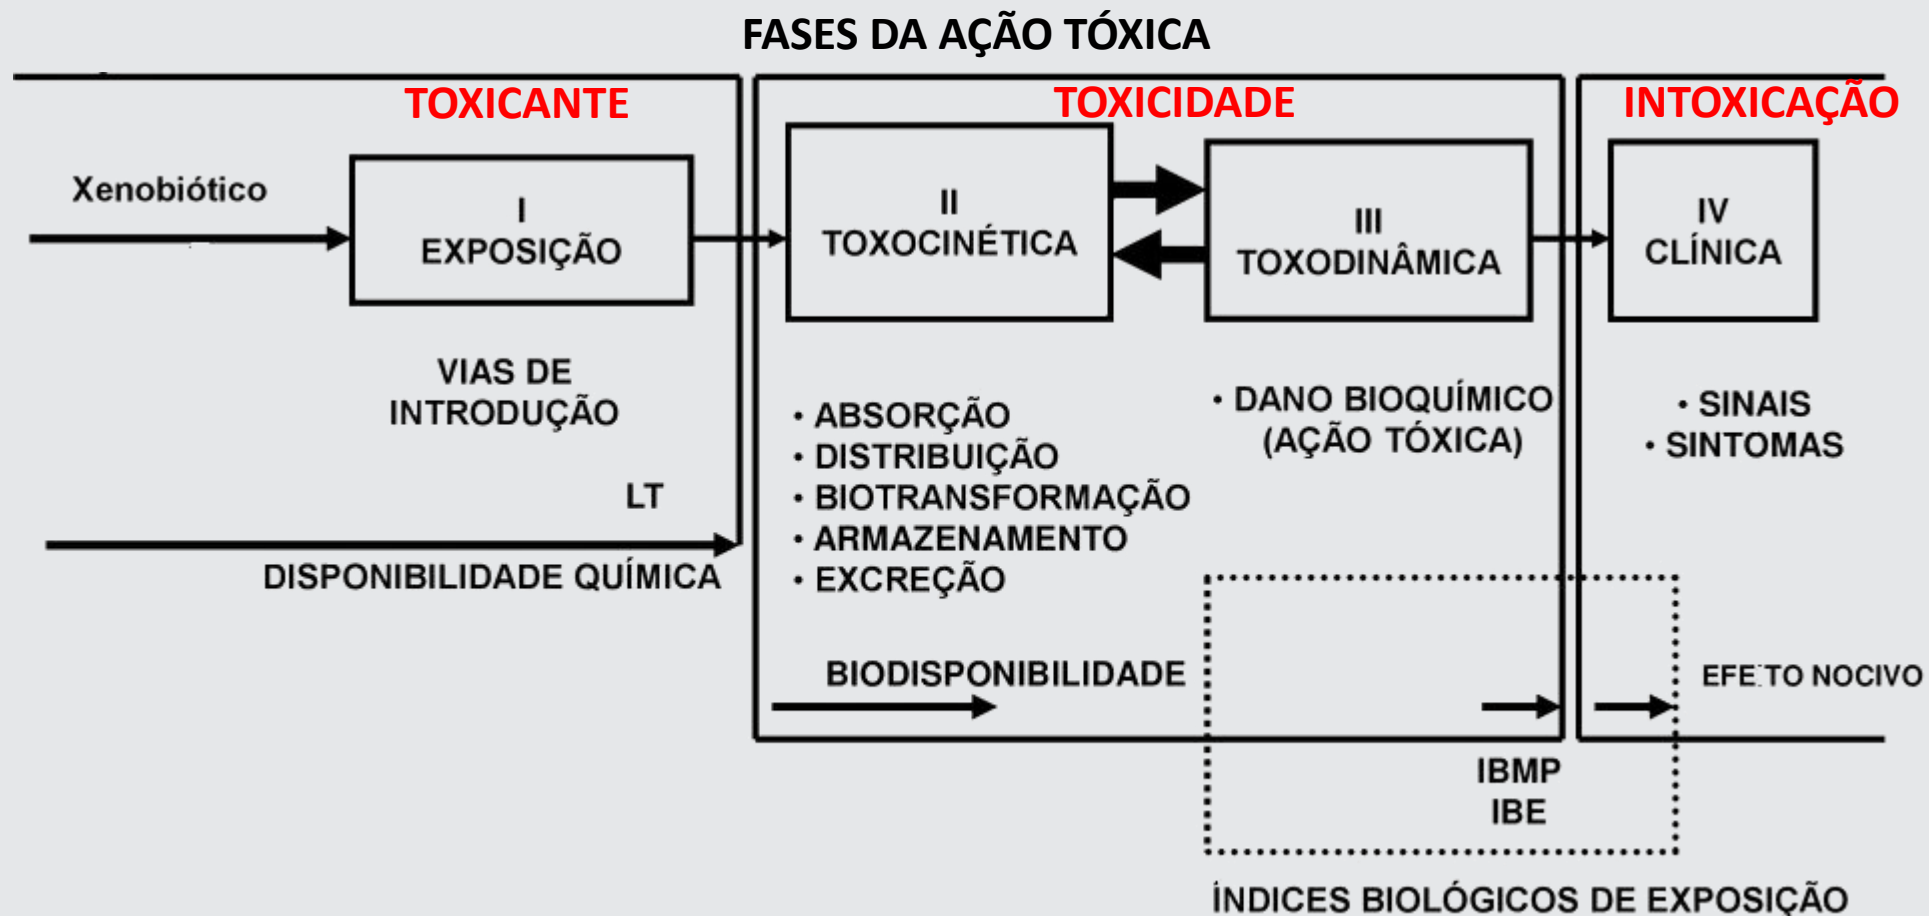 FASES DA AÇÃO TÓXICA
TOXICANTE
TOXICIDADE
INTOXICAÇÃO
Xenobiótico
I
EXPOSIÇÃO
II
TOXOCINÉTICA
III
TOXODINÂMICA
IV
CLÍNICA
VIAS DE
INTRODUÇÃO
• ABSORÇÃO
• DISTRIBUIÇÃO
• BIOTRANSFORMAÇÃO
• ARMAZENAMENTO
• EXCREÇÃO
• DANO BIOQUÍMICO
(AÇÃO TÓXICA)
• SINAIS
• SINTOMAS
LT
DISPONIBILIDADE QUÍMICA
BIODISPONIBILIDADE
EFEITO NOCIVO
IBMP
IBE
ÍNDICES BIOLÓGICOS DE EXPOSIÇÃO